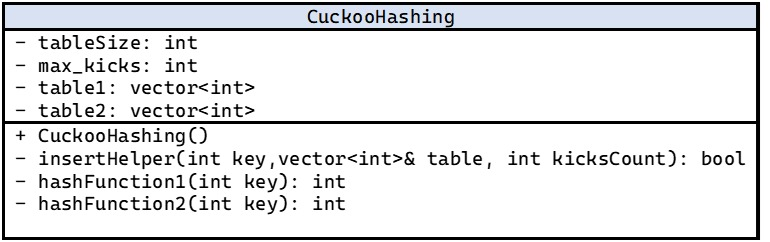 CuckooHashing
- tableSize: int
- max_kicks: int
- table1: vector<int>
- table2: vector<int>
+ CuckooHashing()
- insertHelper(int key,vector<int>& table, int kicksCount): bool
- hashFunction1(int key): int
- hashFunction2(int key): int